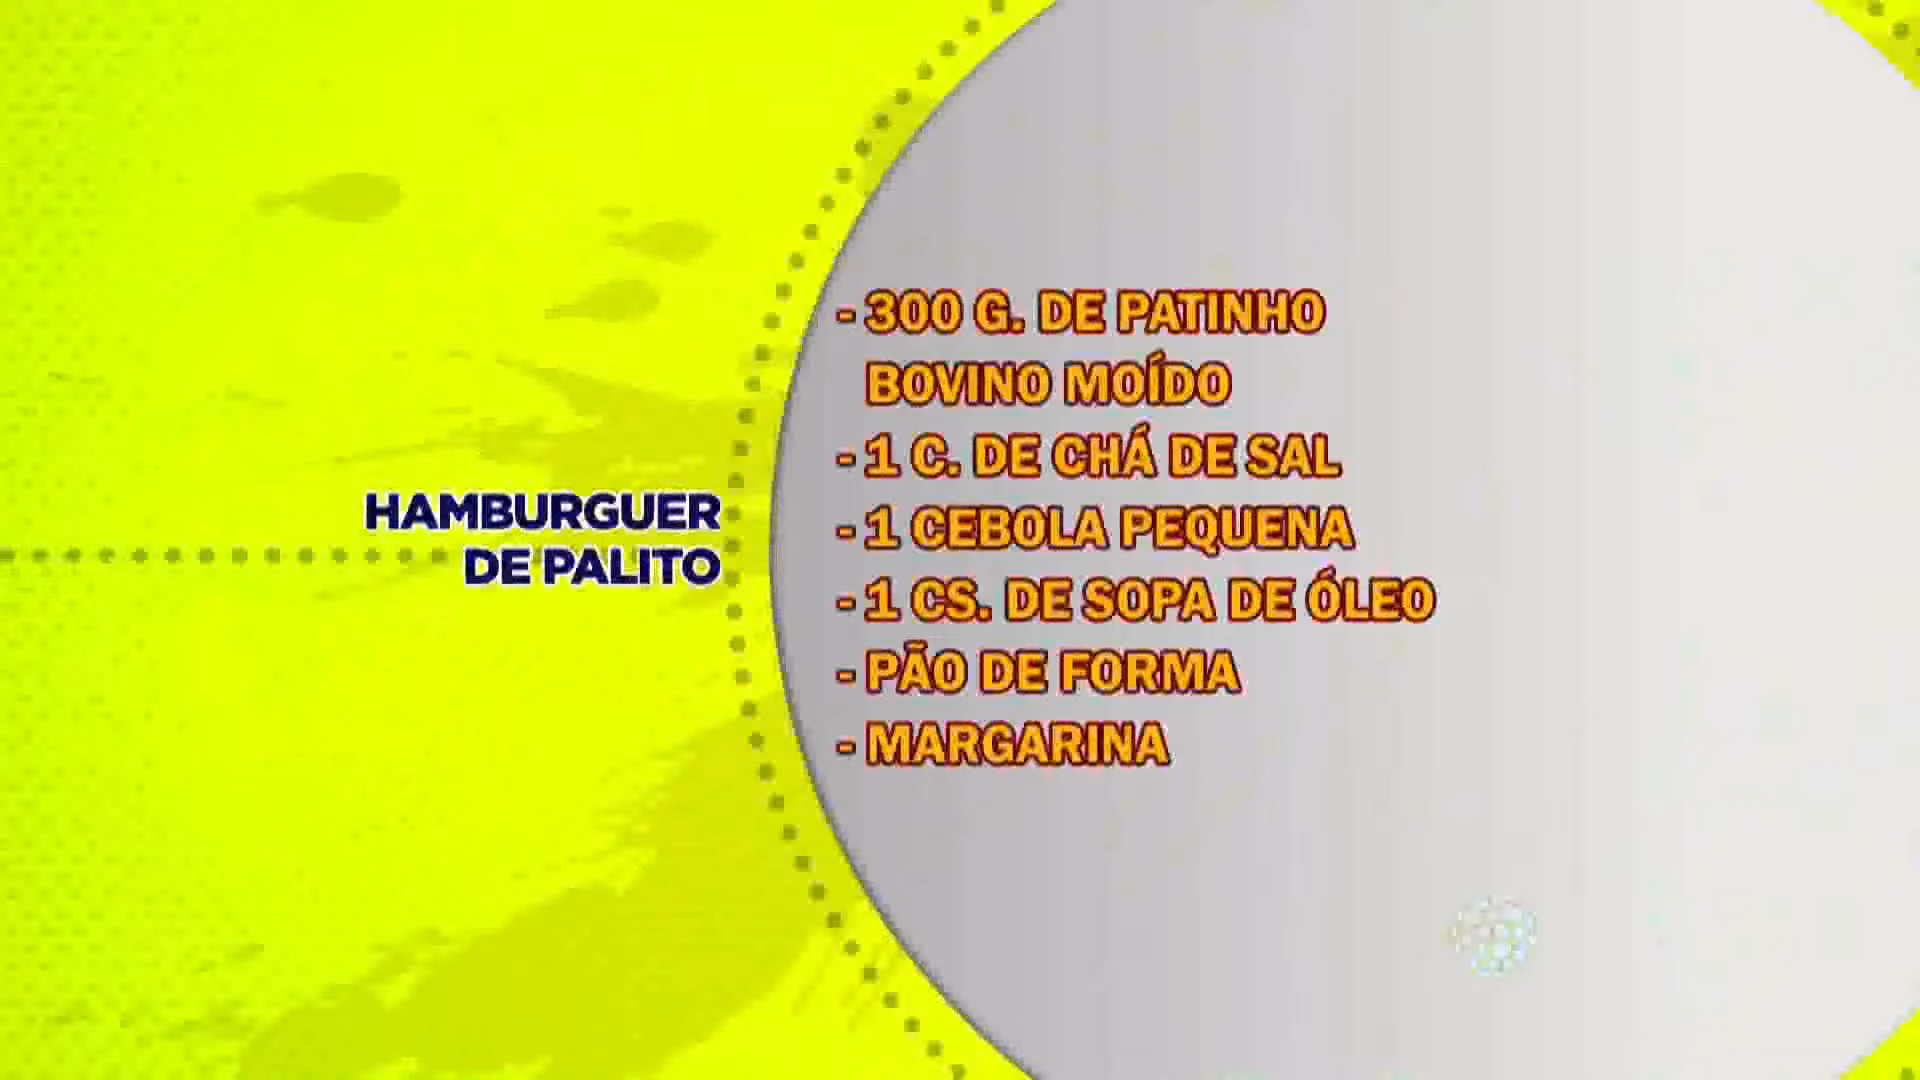 HAMBURGUER
DE PALITO
- 300 G. DE PATINHO
BOVINO MOÍDO
- 1 C. DE CHÁ DE SAL
- 1 CEBOLA PEQUENA
- 1 CS. DE SOPA DE ÓLEO
- PÃO DE FORMA
- MARGARINA